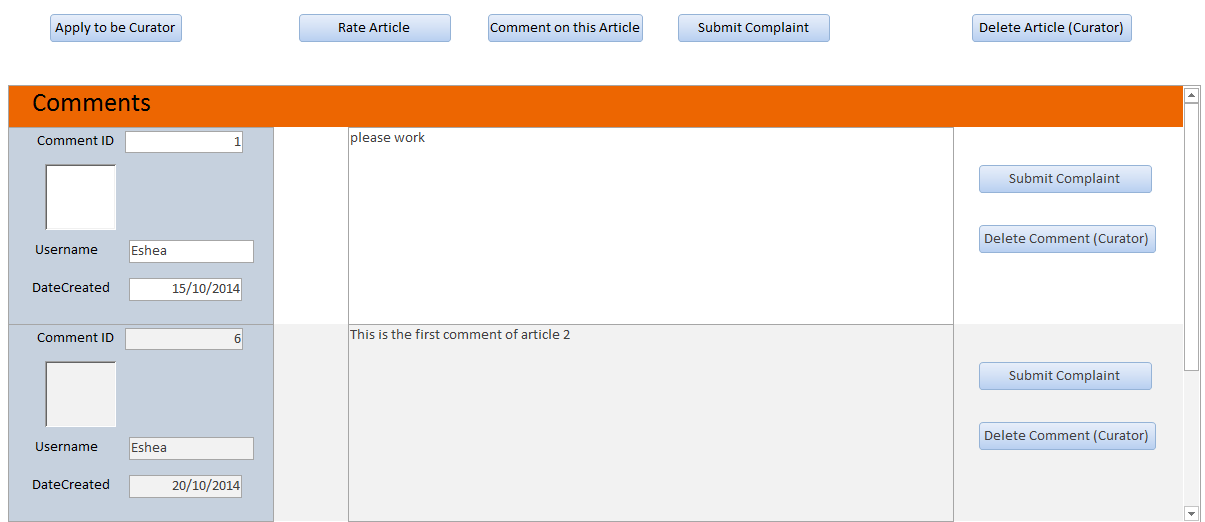 Apply to be Curator Rate Article Comment on this Article Submit Complaint Delete Article (Curator)
Comments
Comment ID 1 please work
Submit Complaint
Delete Comment (Curator)
Username Eshea
DateCreated 15/10/2014
Comment ID 6 This is the first comment of article 2
Submit Complaint
Delete Comment (Curator)
Username Eshea
DateCreated 20/10/2014